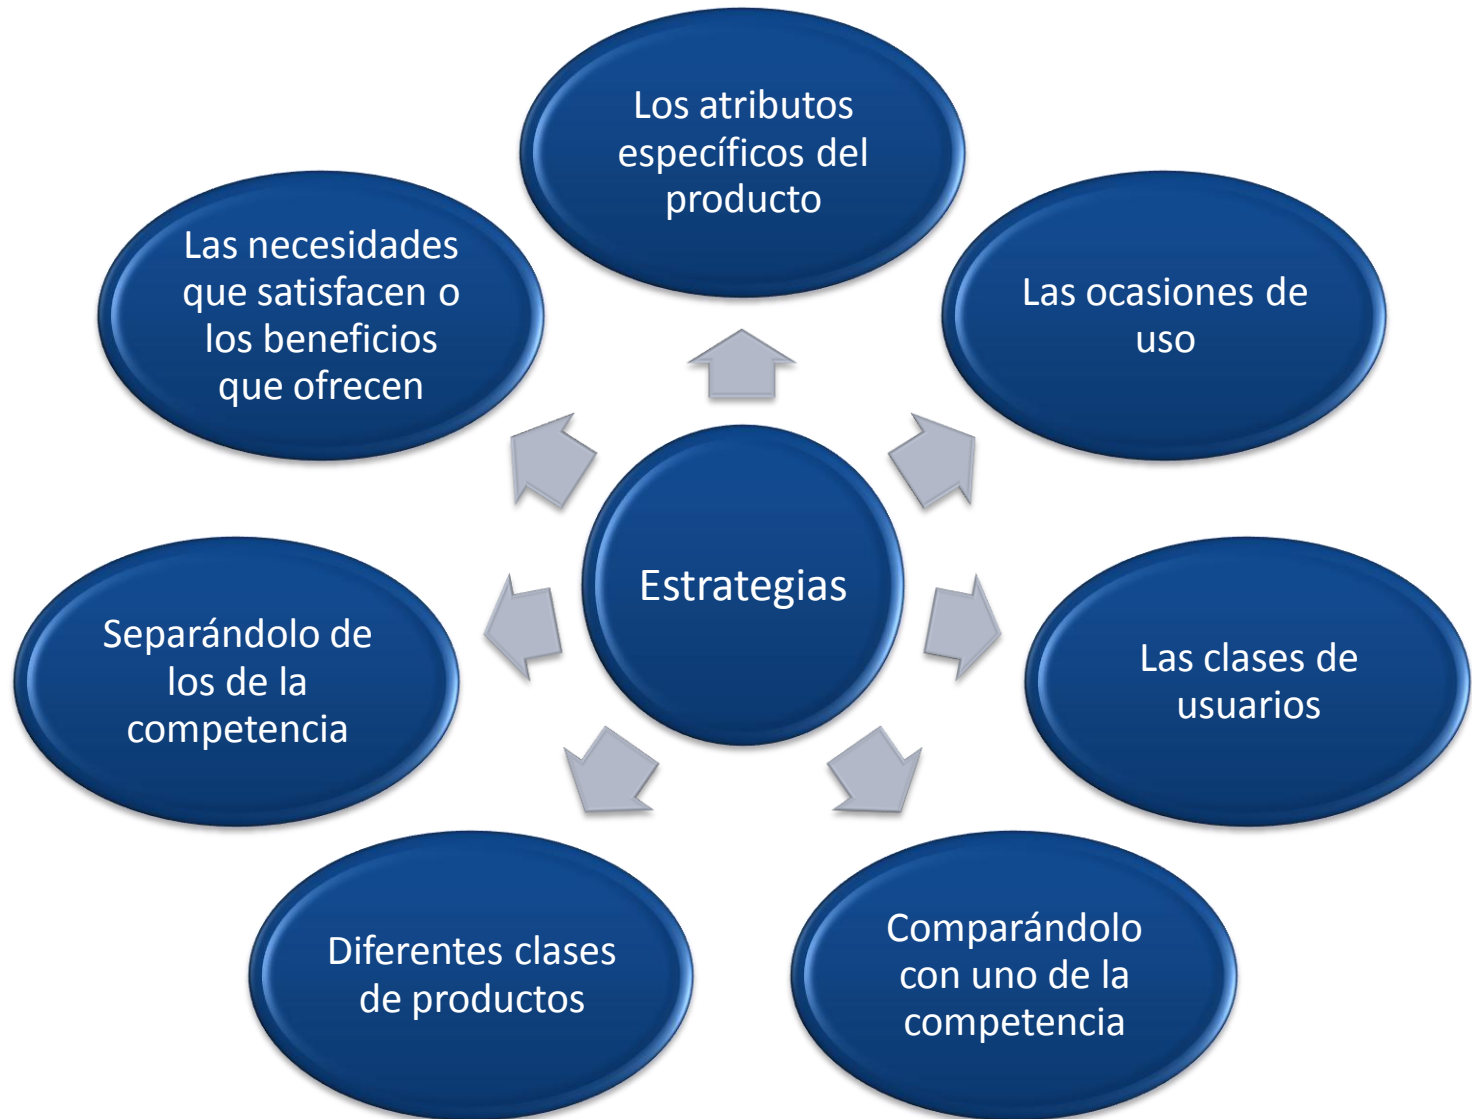 Los atributos
específicos del
producto
Las necesidades
que satisfacen o
los beneficios
que ofrecen
Las ocasiones de
uso
Estrategias
Separándolo de
los de la
competencia
Las clases de
usuarios
Diferentes clases
de productos
Comparándolo
con uno de la
competencia